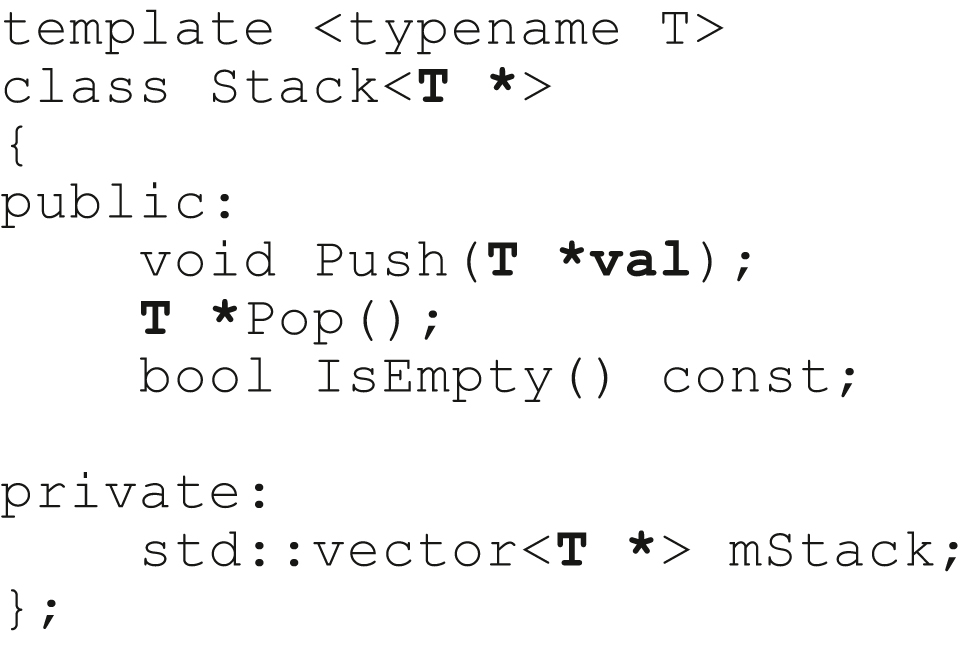 template <typename T>
class Stack<T *>
{
public:
    void Push(T *val);
    T *Pop();
    bool IsEmpty() const;

private:
    std::vector<T *> mStack;
};